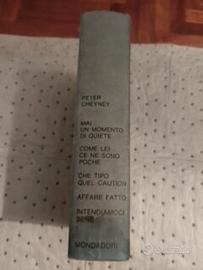 PETER
CHEYNEY
MAI...
UN MOMENTO
DI QUIETE
COME LEI
CE NE SONO
POCHE
CHE TIPO
QUEL CAUTION
AFFARE FATTO
INTENDIAMOCI
BENE
MONDADORI